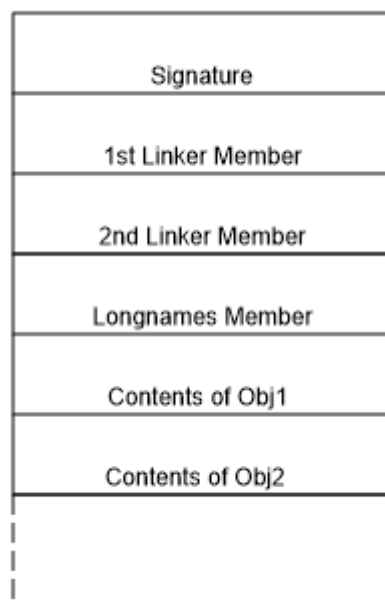 Signature
1st Linker Member
2nd Linker Member
Longnames Member
Contents of Obj1
Contents of Obj2